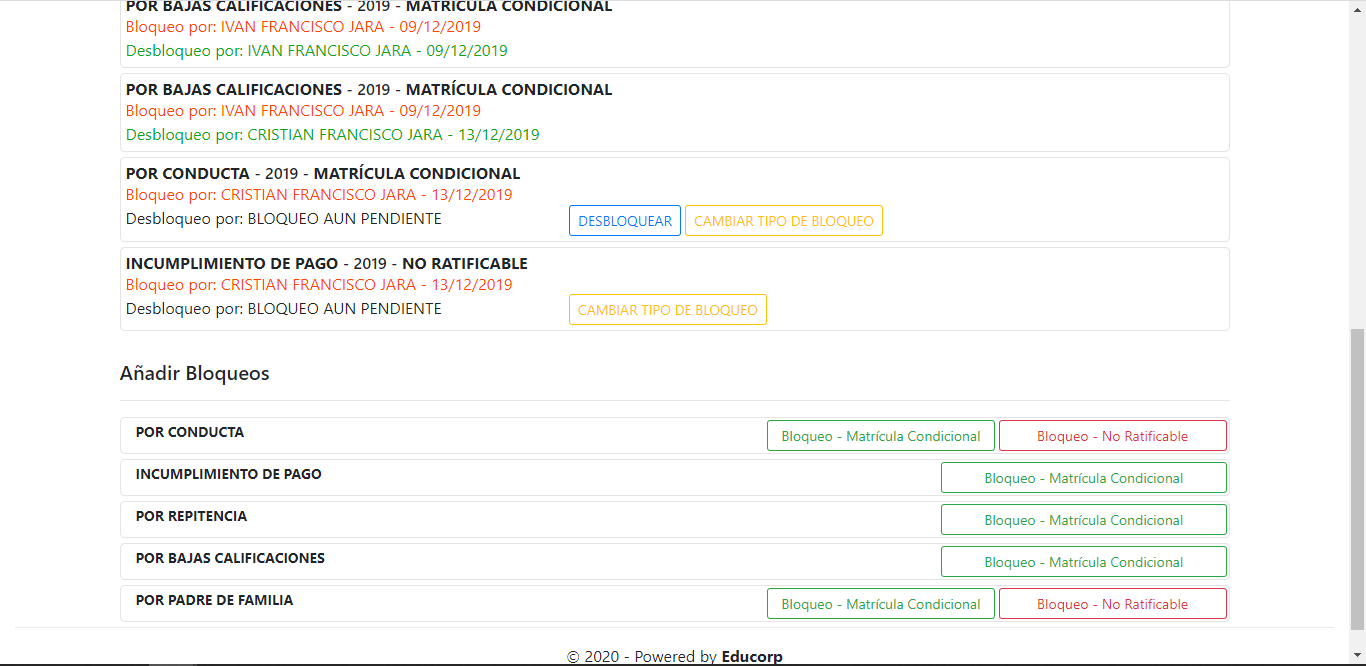 POR BAJAS CALIFICACIONES - 2019 - MATRÍCULA CONDICIONAL
Bloqueo por: IVAN FRANCISCO JARA - 09/12/2019
Desbloqueo por: IVAN FRANCISCO JARA - 09/12/2019
POR BAJAS CALIFICACIONES - 2019 - MATRÍCULA CONDICIONAL
Bloqueo por: IVAN FRANCISCO JARA - 09/12/2019
Desbloqueo por: CRISTIAN FRANCISCO JARA - 13/12/2019
POR CONDUCTA - 2019 - MATRÍCULA CONDICIONAL
Bloqueo por: CRISTIAN FRANCISCO JARA - 13/12/2019
Desbloqueo por: BLOQUEO AUN PENDIENTE DESBLOQUEAR CAMBIAR TIPO DE BLOQUEO
INCUMPLIMIENTO DE PAGO - 2019 - NO RATIFICABLE
Bloqueo por: CRISTIAN FRANCISCO JARA - 13/12/2019
Desbloqueo por: BLOQUEO AUN PENDIENTE CAMBIAR TIPO DE BLOQUEO
Añadir Bloqueos
POR CONDUCTA Bloqueo - Matrícula Condicional Bloqueo - No Ratificable
INCUMPLIMIENTO DE PAGO Bloqueo - Matrícula Condicional
POR REPITENCIA Bloqueo - Matrícula Condicional
POR BAJAS CALIFICACIONES Bloqueo - Matrícula Condicional
POR PADRE DE FAMILIA Bloqueo - Matrícula Condicional Bloqueo - No Ratificable
© 2020 - Powered by Educorp